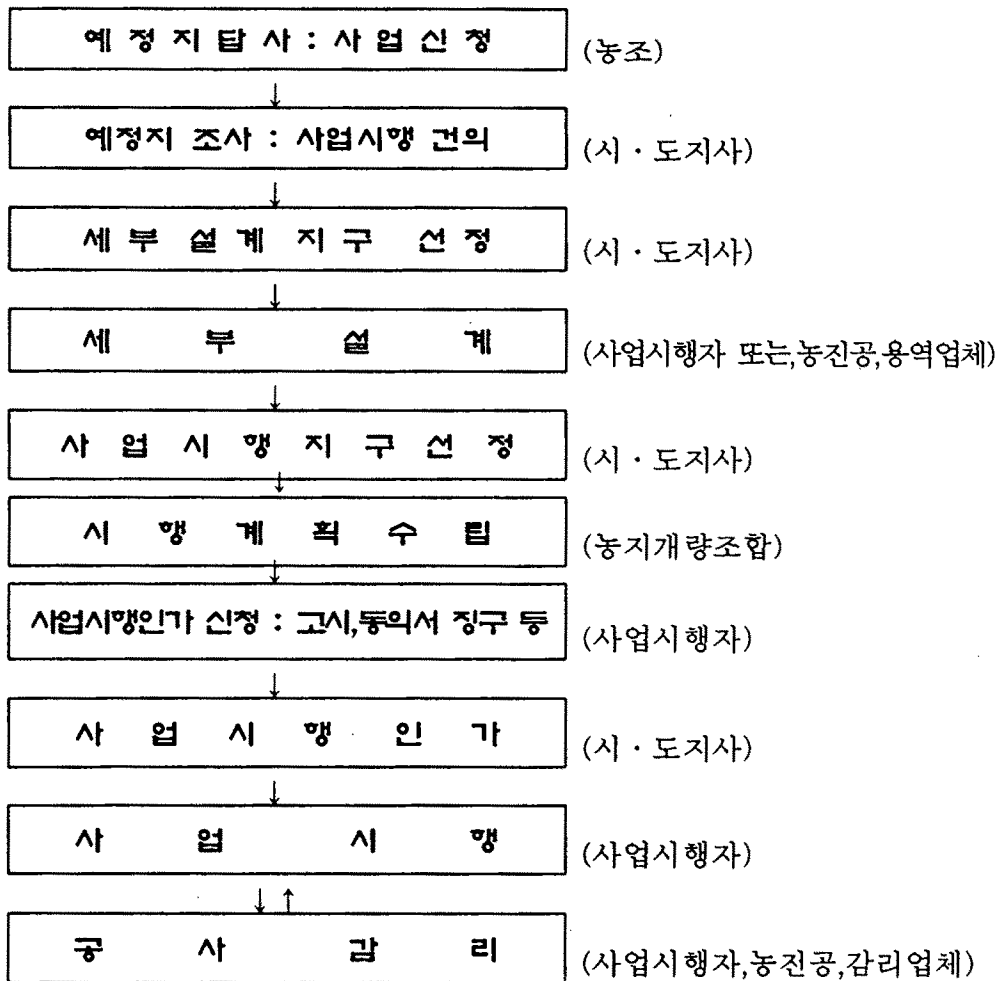 예정지답사 : 사업신청 (농조)
↓
예정지 조사 : 사업시행 건의 (시·도지사)
↓
세부설계지구 선정 (시·도지사)
↓
세부설계 (사업시행자 또는,농진공,용역업체)
↓
사업시행지구선정 (시·도지사)
↓
시행계획수립 (농지개량조합)
↓
사업시행인가 신청 : 고시,동의서 징구 등 (사업시행자)
↓
사업시행인가 (시·도지사)
↓
사업시행 (사업시행자)
↓↑
공사감리 (사업시행자,농진공,감리업체)